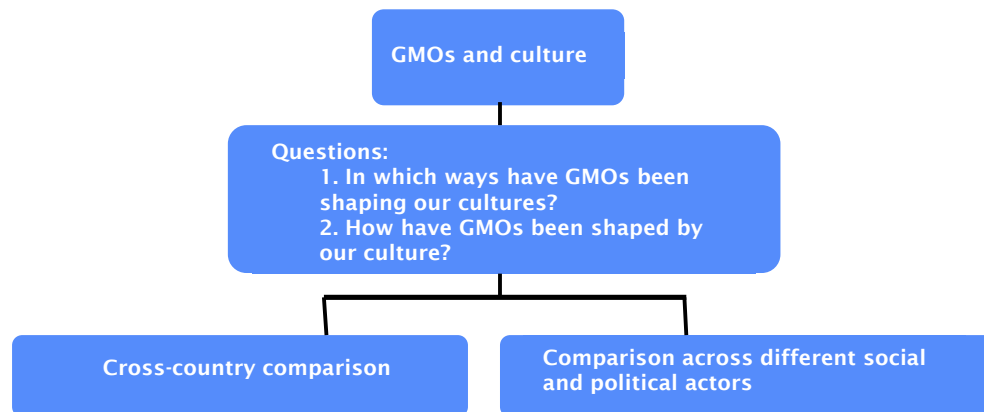 GMOs and culture
Questions:
1. In which ways have GMOs been
shaping our cultures?
2. How have GMOs been shaped by
our culture?
Cross-country comparison
Comparison across different social
and political actors